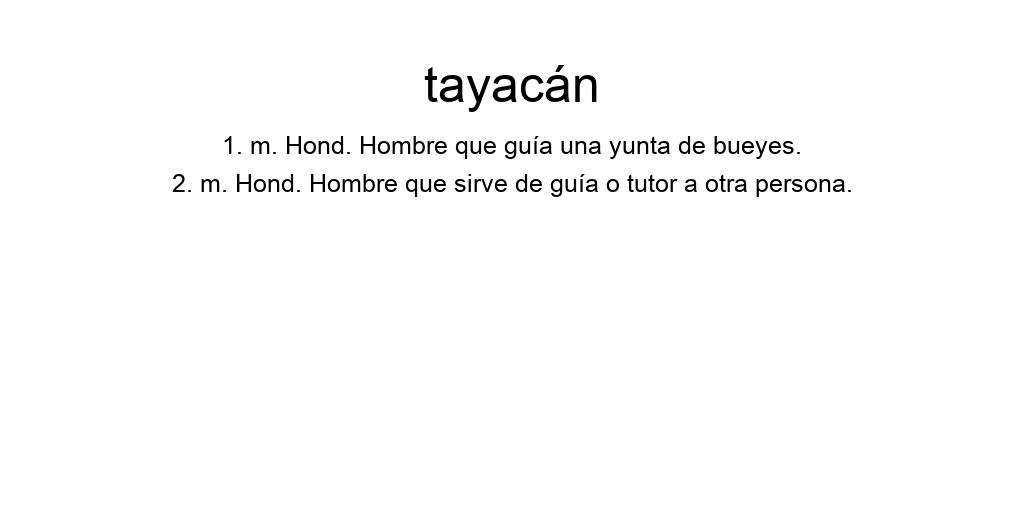 tayacán
1. m. Hond. Hombre que guía una yunta de bueyes.
2. m. Hond. Hombre que sirve de guía o tutor a otra persona.